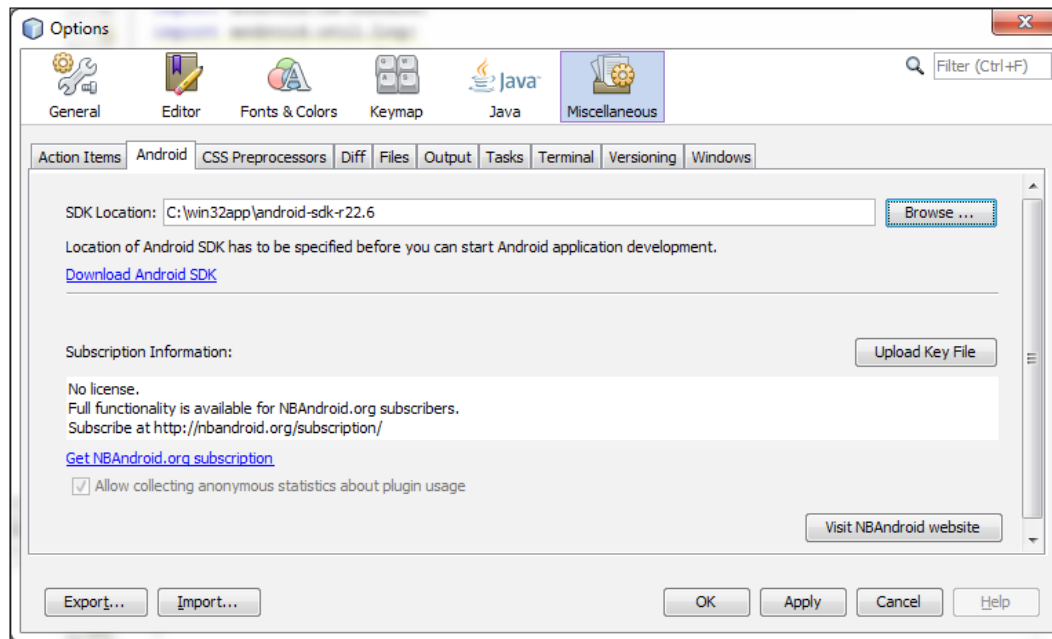 Options
Filter (Ctrl+F)
General Editor Fonts & Colors Keymap Java Miscellaneous
Action Items Android CSS Preprocessors Diff Files Output Tasks Terminal Versioning Windows
SDK Location: C:\win32app\android-sdk-r22.6 Browse ...
Location of Android SDK has to be specified before you can start Android application development.
Download Android SDK
Subscription Information: Upload Key File
No license.
Full functionality is available for NBAndroid.org subscribers.
Subscribe at http://nbandroid.org/subscription/
Get NBAndroid.org subscription
Allow collecting anonymous statistics about plugin usage
Visit NBAndroid website
Export... Import... OK Apply Cancel Help